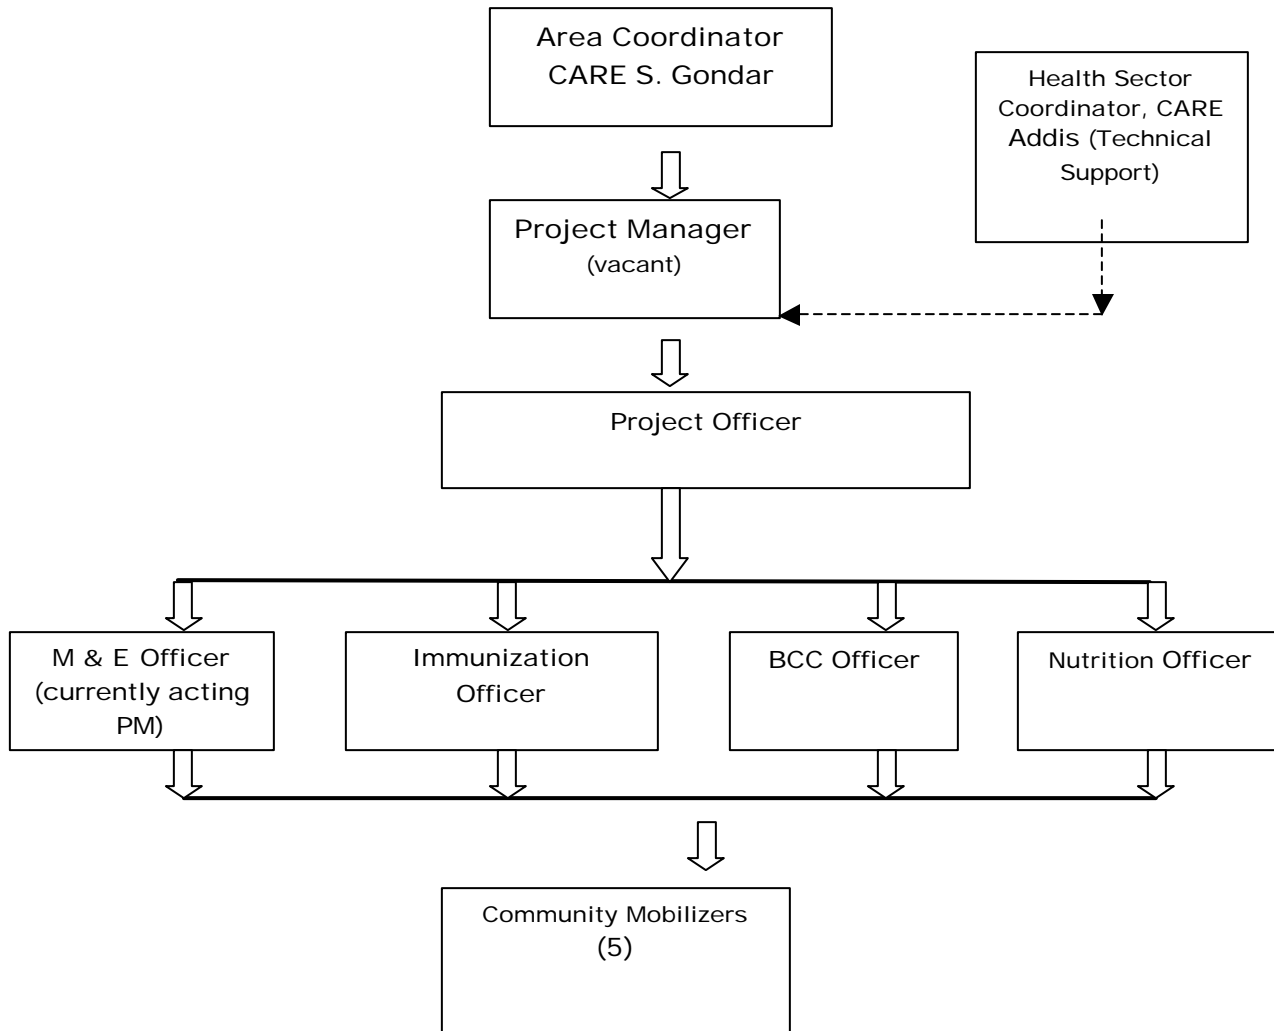 Area Coordinator
CARE S. Gondar
Health Sector
Coordinator, CARE
Addis (Technical
Support)
Project Manager
(vacant)
Project Officer
M & E Officer
(currently acting
PM)
Immunization
Officer
BCC Officer
Nutrition Officer
Community Mobilizers
(5)